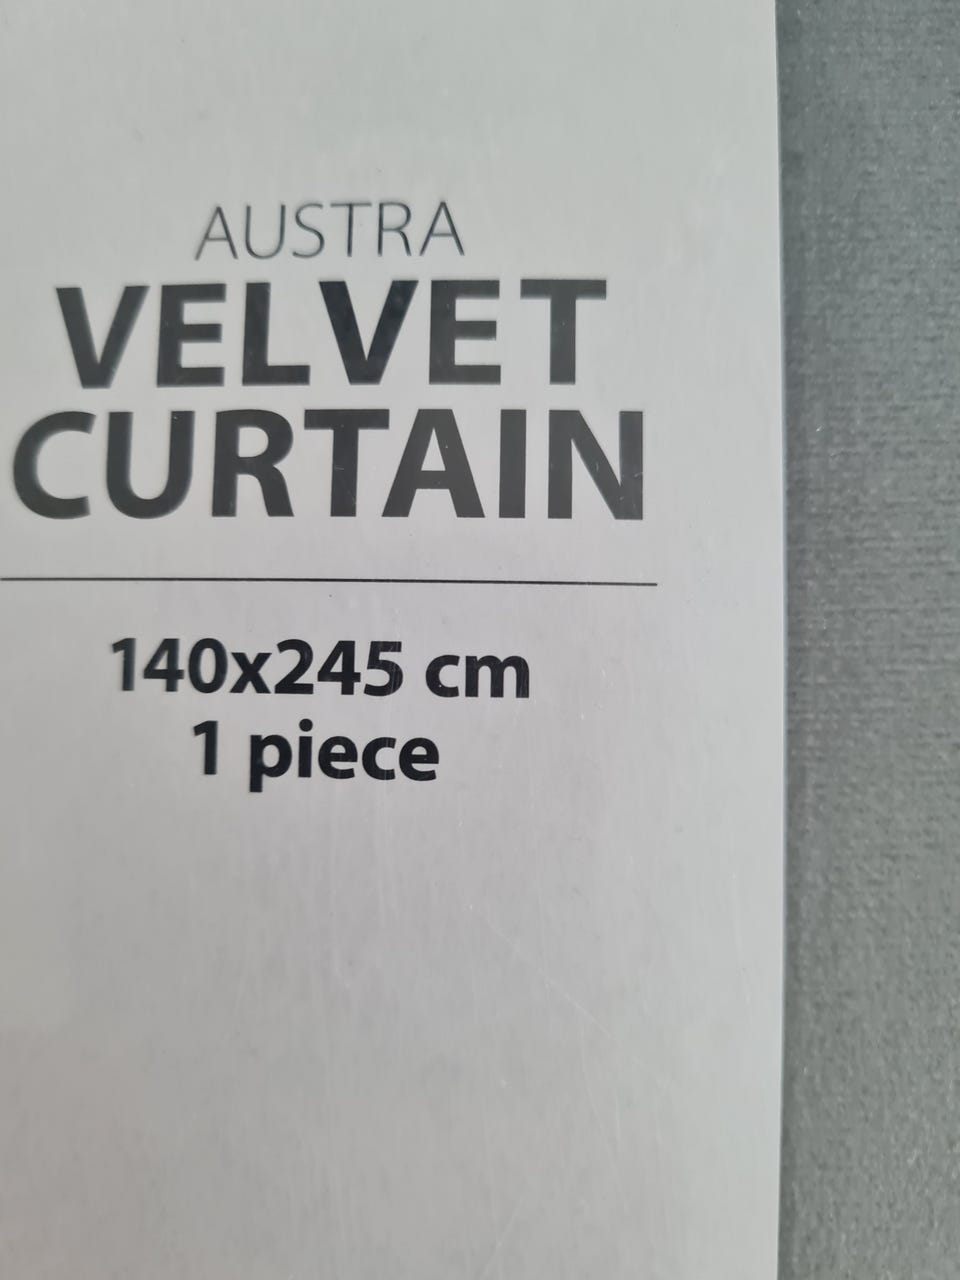 AUSTRA
VELVET
CURTAIN
140x245 cm
1 piece